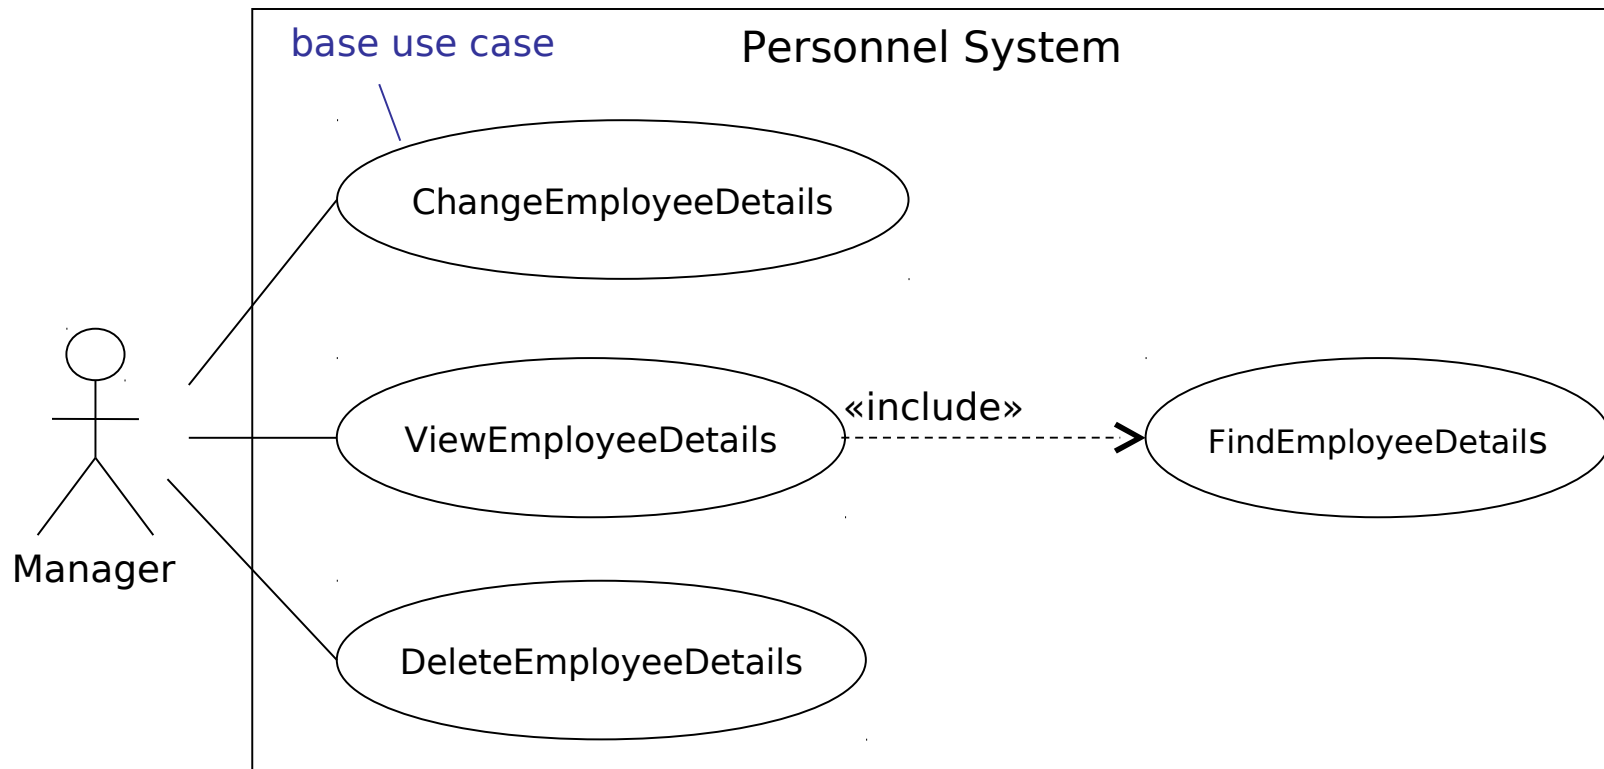 base use case
Personnel System
ChangeEmployeeDetails
«include»
ViewEmployeeDetails
FindEmployeeDetails
Manager
DeleteEmployeeDetails